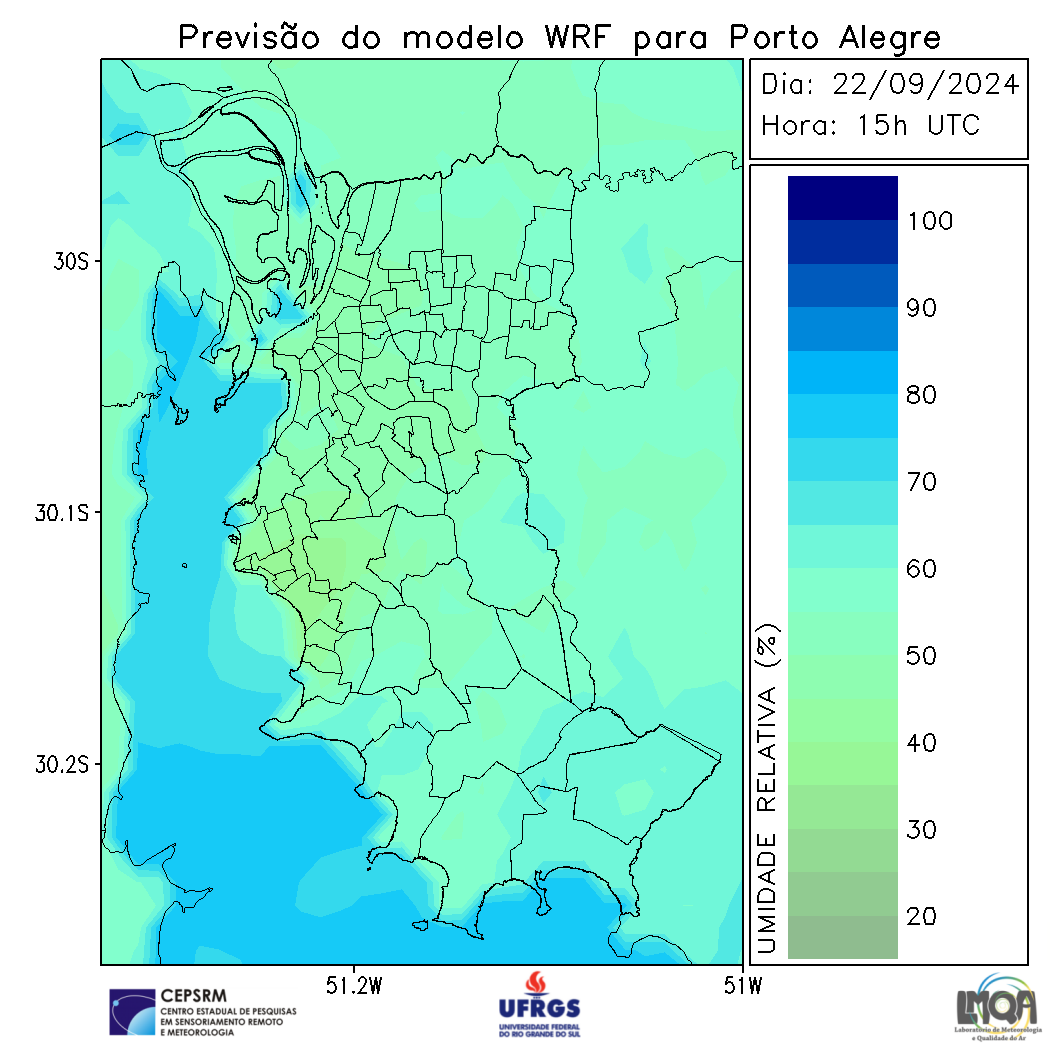 Previsão do modelo WRF para Porto Alegre
Dia: 22/09/2024
Hora: 15h UTC
100
90
80
70
60
50
40
30
20
UMIDADE RELATIVA (%)
30S
30.1S
30.2S
51.2W
51W
CEPSRM
CENTRO ESTADUAL DE PESQUISAS
EM SENSORIAMENTO REMOTO
E METEOROLOGIA
UFRGS
UNIVERSIDADE FEDERAL
DO RIO GRANDE DO SUL
LMQA
Laboratório de Meteorologia
e Qualidade do Ar